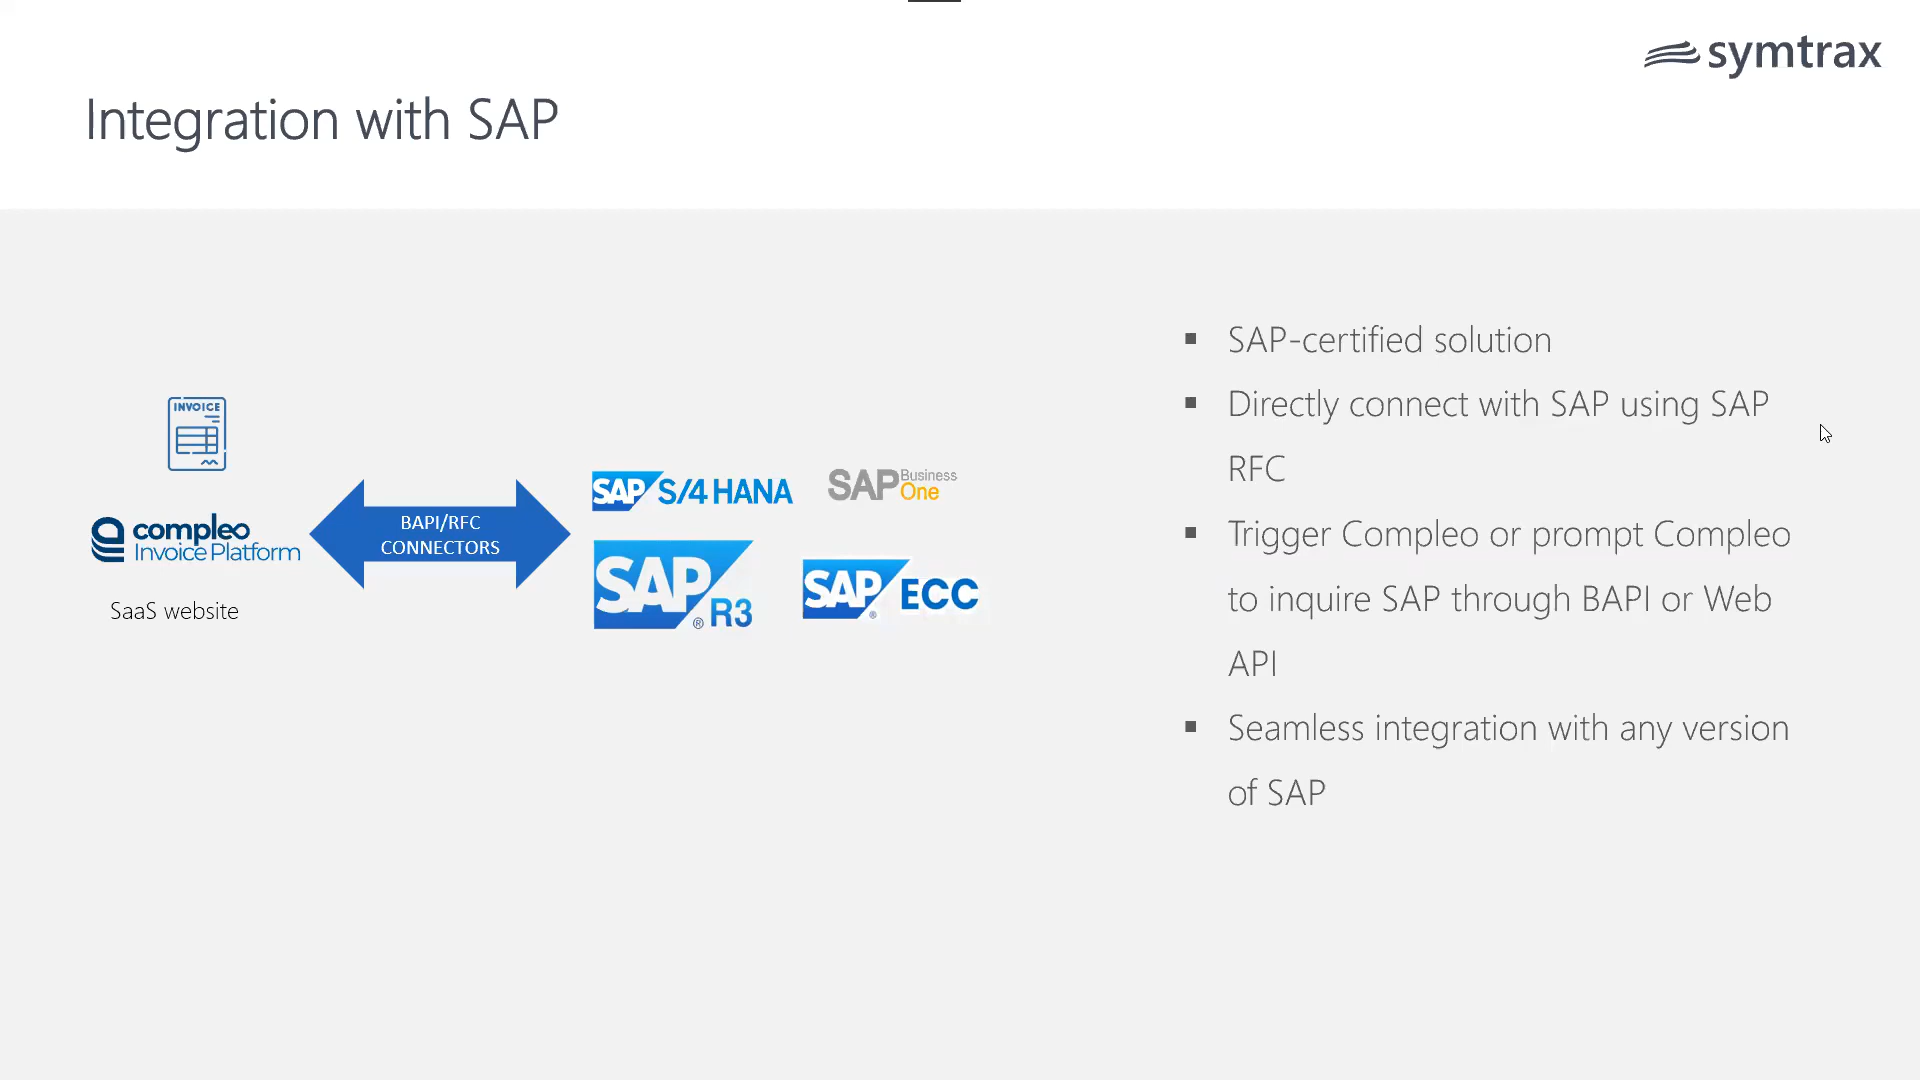 symtrax
Integration with SAP
INVOICE
compleo
Invoice Platform
SaaS website
BAPI/RFC
CONNECTORS
SAP S/4 HANA
SAP Business
One
SAP
® R3
SAP ECC
®
▪ SAP-certified solution
▪ Directly connect with SAP using SAP
RFC
▪ Trigger Compleo or prompt Compleo
to inquire SAP through BAPI or Web
API
▪ Seamless integration with any version
of SAP